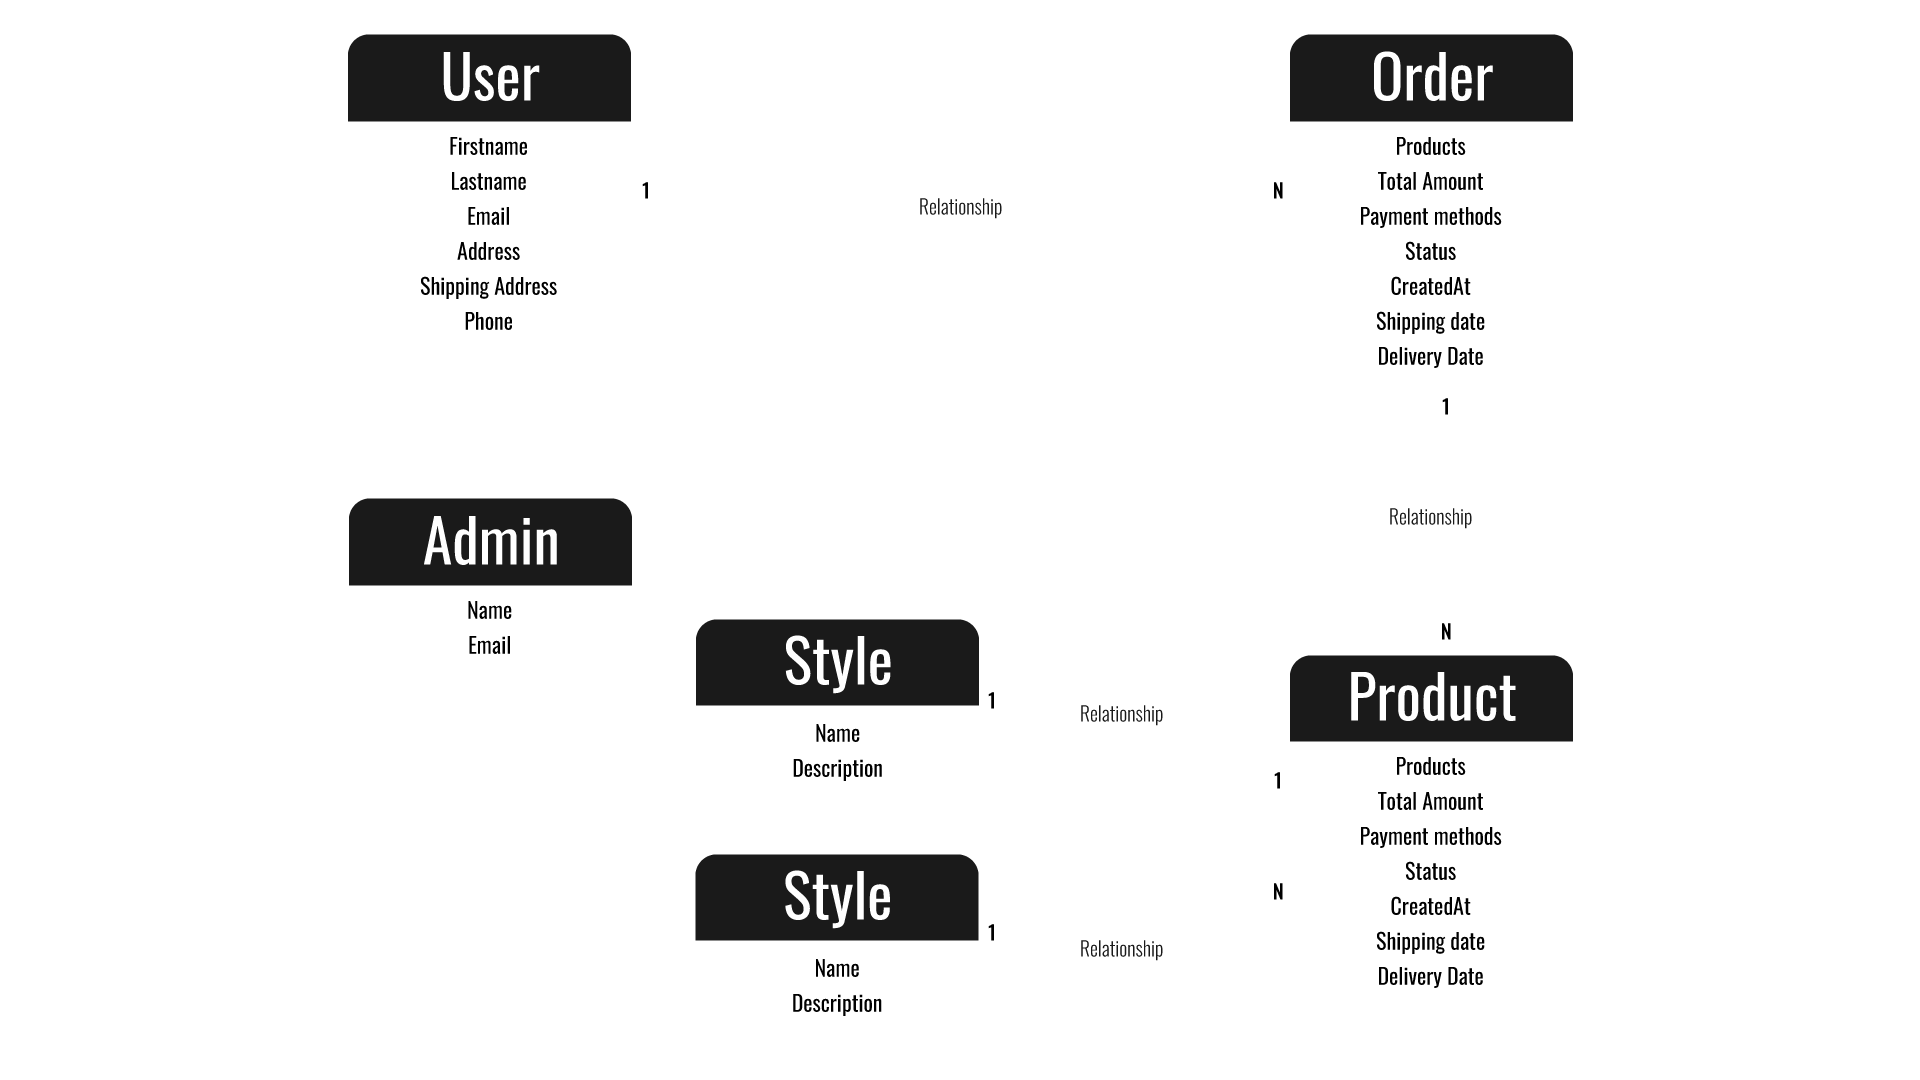 User
Firstname
Lastname
Email
Address
Shipping Address
Phone
1
Relationship
N
Order
Products
Total Amount
Payment methods
Status
CreatedAt
Shipping date
Delivery Date
1
Relationship
N
Admin
Name
Email
Style
Name
Description
1
Relationship
1
Product
Products
Total Amount
Payment methods
Status
CreatedAt
Shipping date
Delivery Date
Style
Name
Description
1
Relationship
N